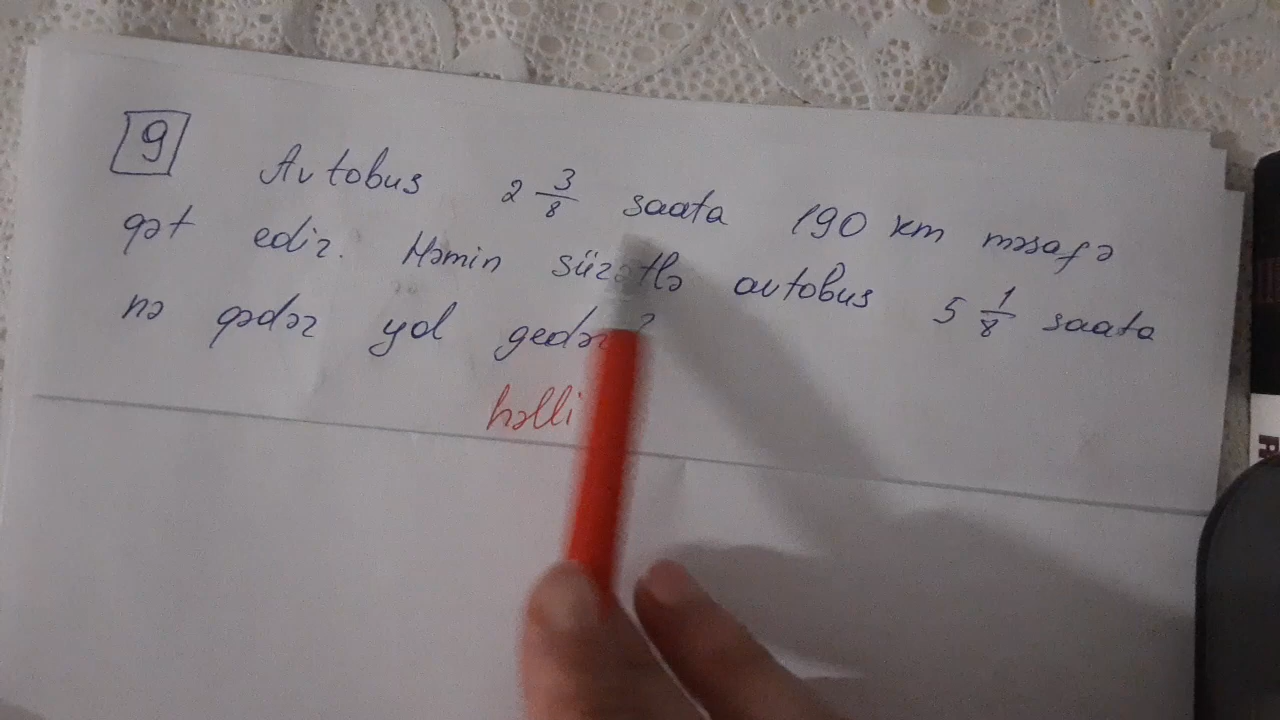 9 Avtobus 2 3/8 saata 190 km məsafə
qət edir. Həmin sürətlə avtobus 5 1/8 saata
nə qədər yol gedər?
həlli